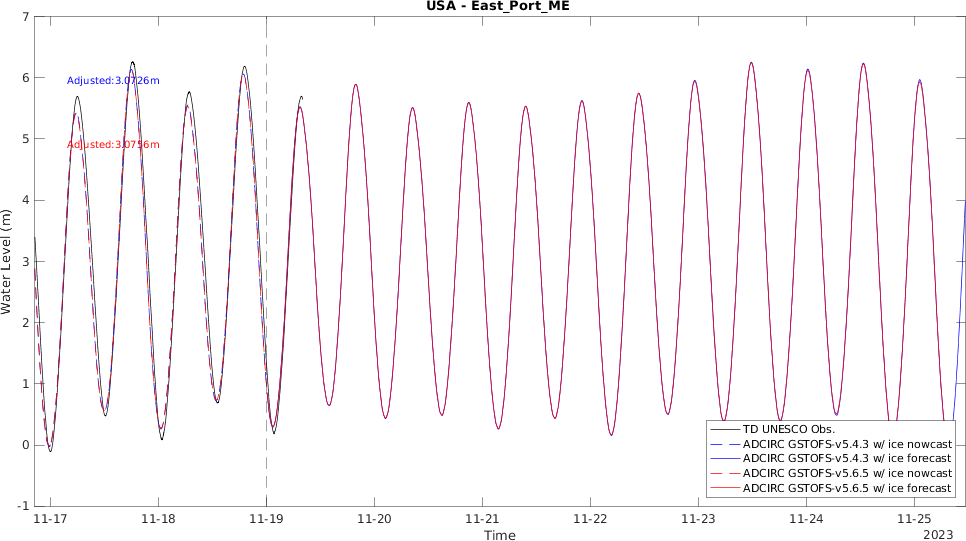 USA - East_Port_ME
7
6
5
4
3
2
1
0
-1
Water Level (m)
Adjusted:3.0726m
Adjusted:3.0756m
TD UNESCO Obs.
ADCIRC GSTOFS-v5.4.3 w/ ice nowcast
ADCIRC GSTOFS-v5.4.3 w/ ice forecast
ADCIRC GSTOFS-v5.6.5 w/ ice nowcast
ADCIRC GSTOFS-v5.6.5 w/ ice forecast
11-17 11-18 11-19 11-20 11-21 11-22 11-23 11-24 11-25
Time
2023